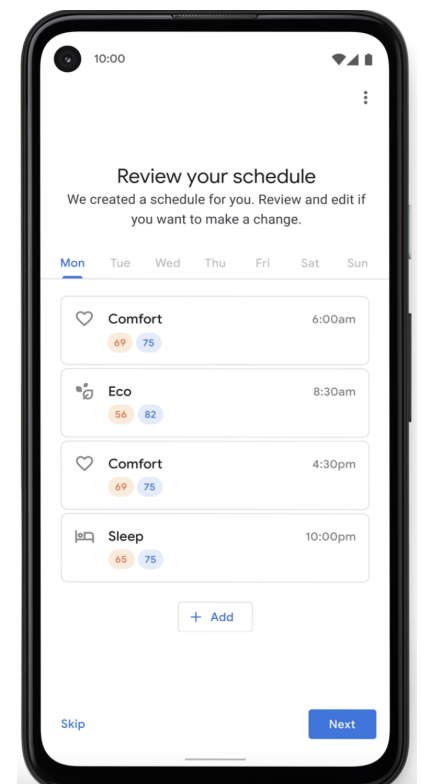 10:00
Review your schedule
We created a schedule for you. Review and edit if
you want to make a change.
Mon Tue Wed Thu Fri Sat Sun
Comfort 6:00am
69 75
Eco 8:30am
56 82
Comfort 4:30pm
69 75
Sleep 10:00pm
65 75
+ Add
Skip Next